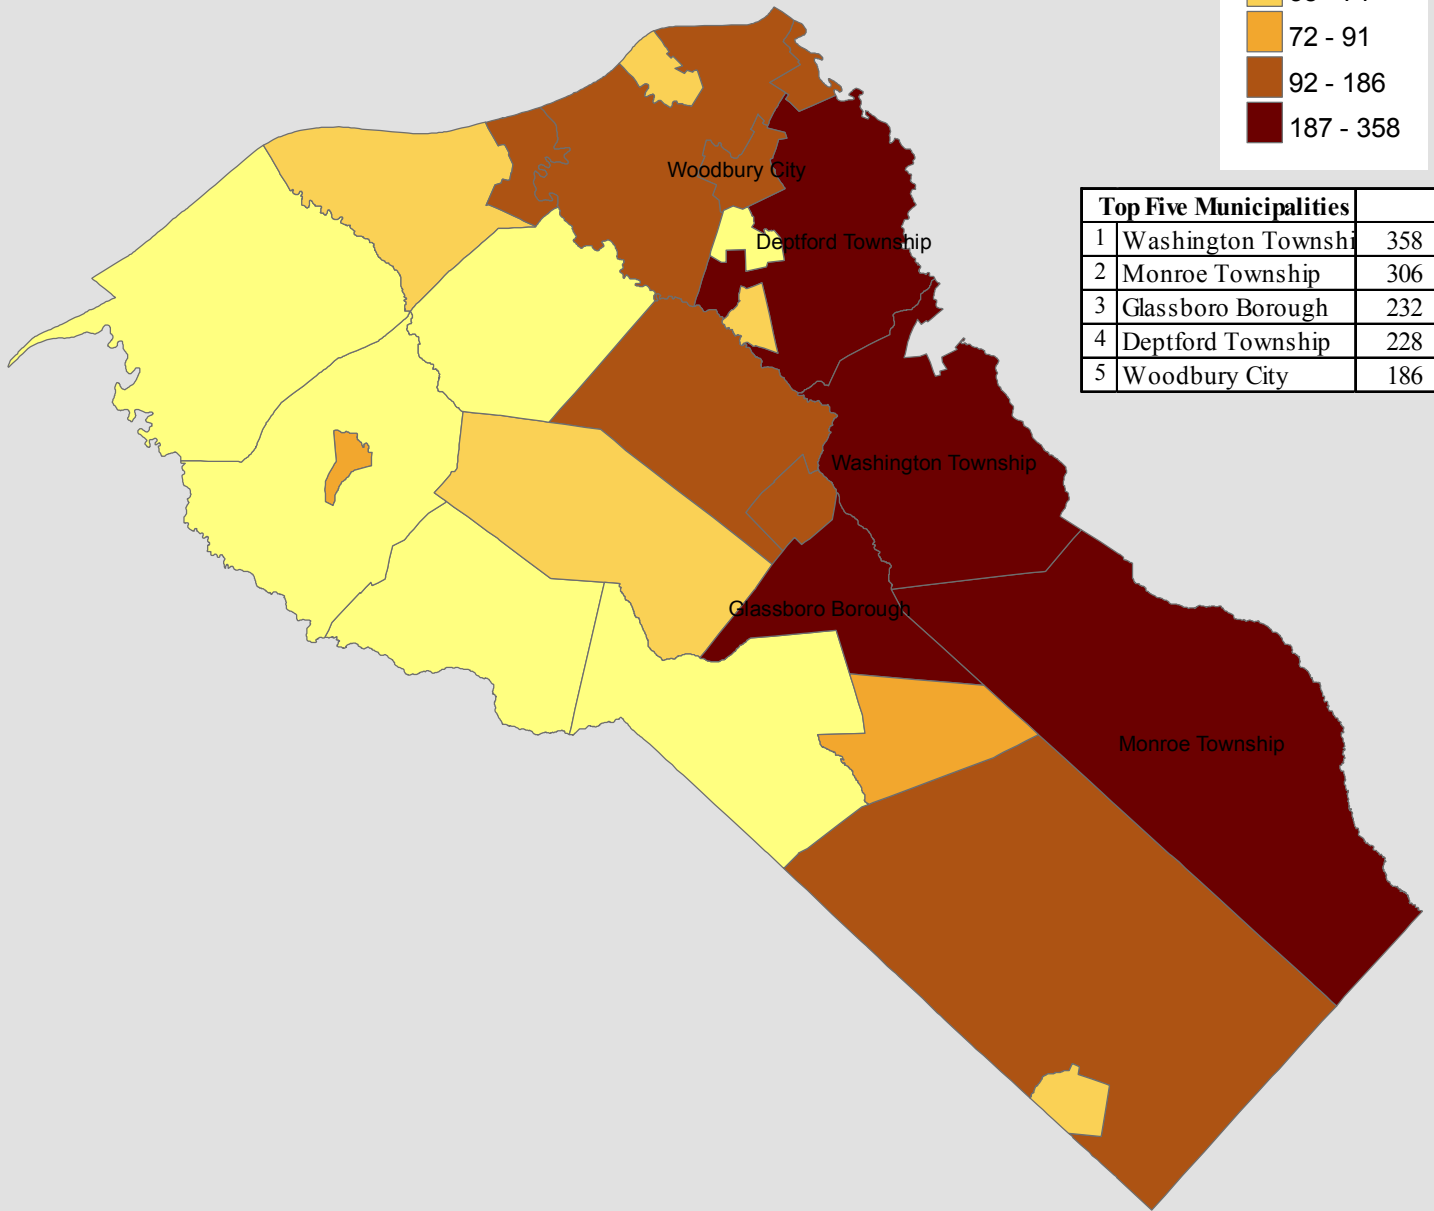 72 - 91
92 - 186
187 - 358
Woodbury City
Top Five Municipalities
1 Washington Townshi 358
2 Monroe Township 306
3 Glassboro Borough 232
4 Deptford Township 228
5 Woodbury City 186
Deptford Township
Washington Township
Glassboro Borough
Monroe Township